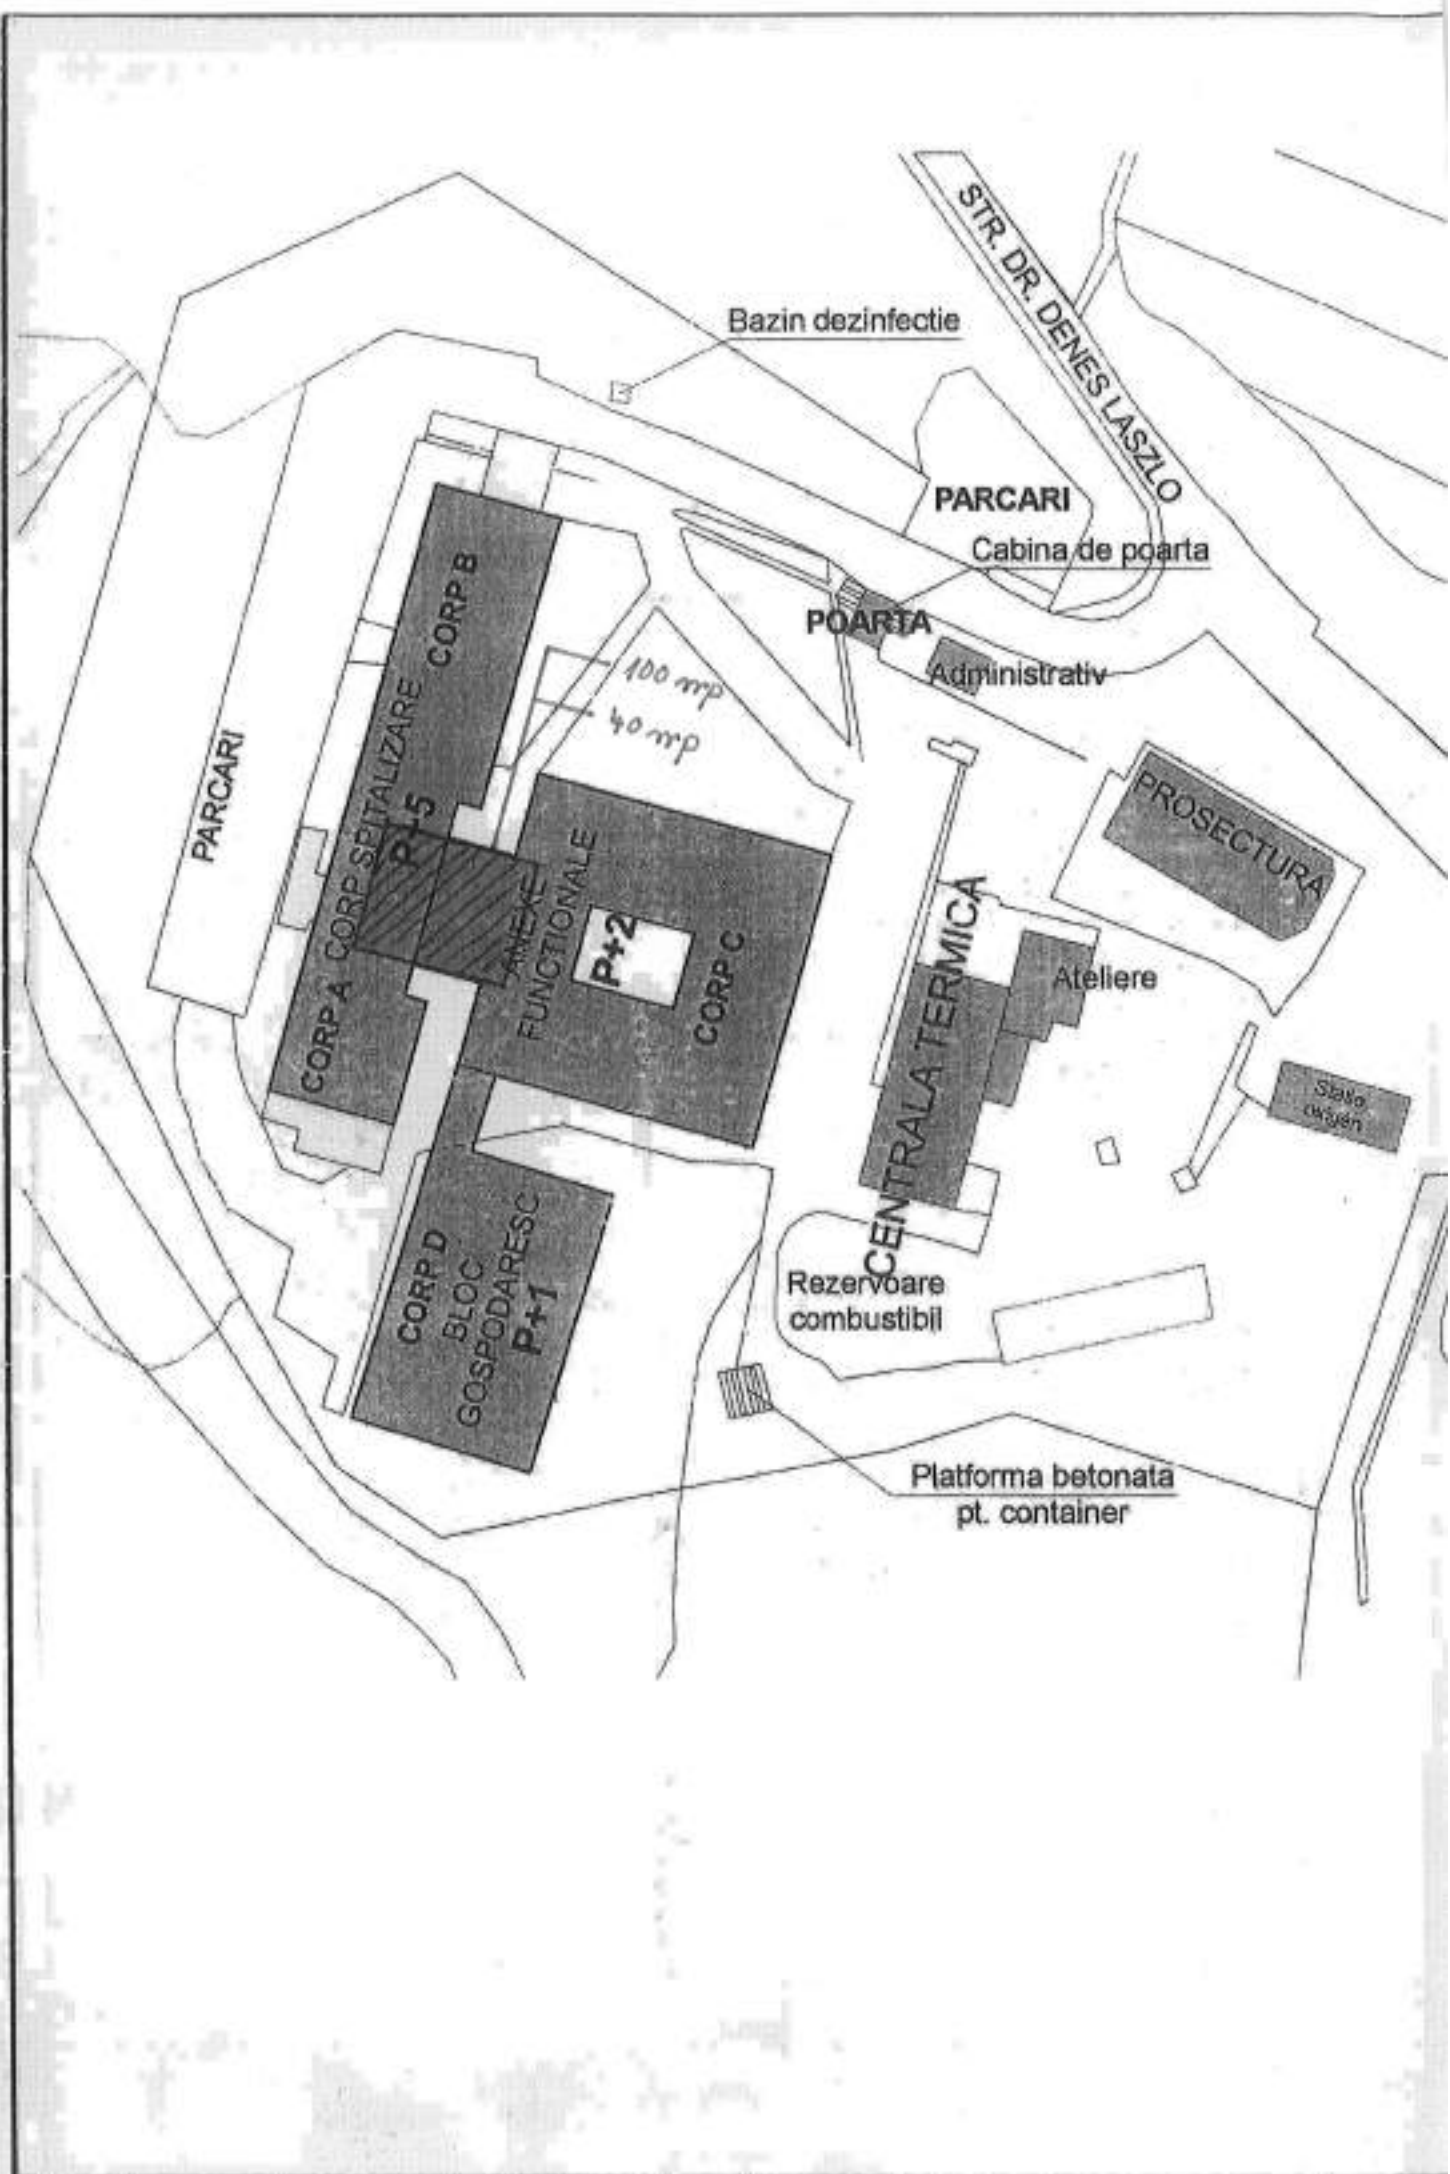 STR. DR. DENES LASZLO
Bazin dezinfectie
PARCARI
Cabina de poarta
POARTA
Administrativ
CORP B
100 mp
40 mp
PARCARI
CORP SPITALIZARE
P+5
CORP A
ANEXE
FUNCTIONALE
P+2
CORP C
PROSECTURA
CENTRALA TERMICA
Ateliere
Statie
oxigen
CORP D
BLOC
GOSPODARESC
P+1
Rezervoare
combustibil
Platforma betonata
pt. container